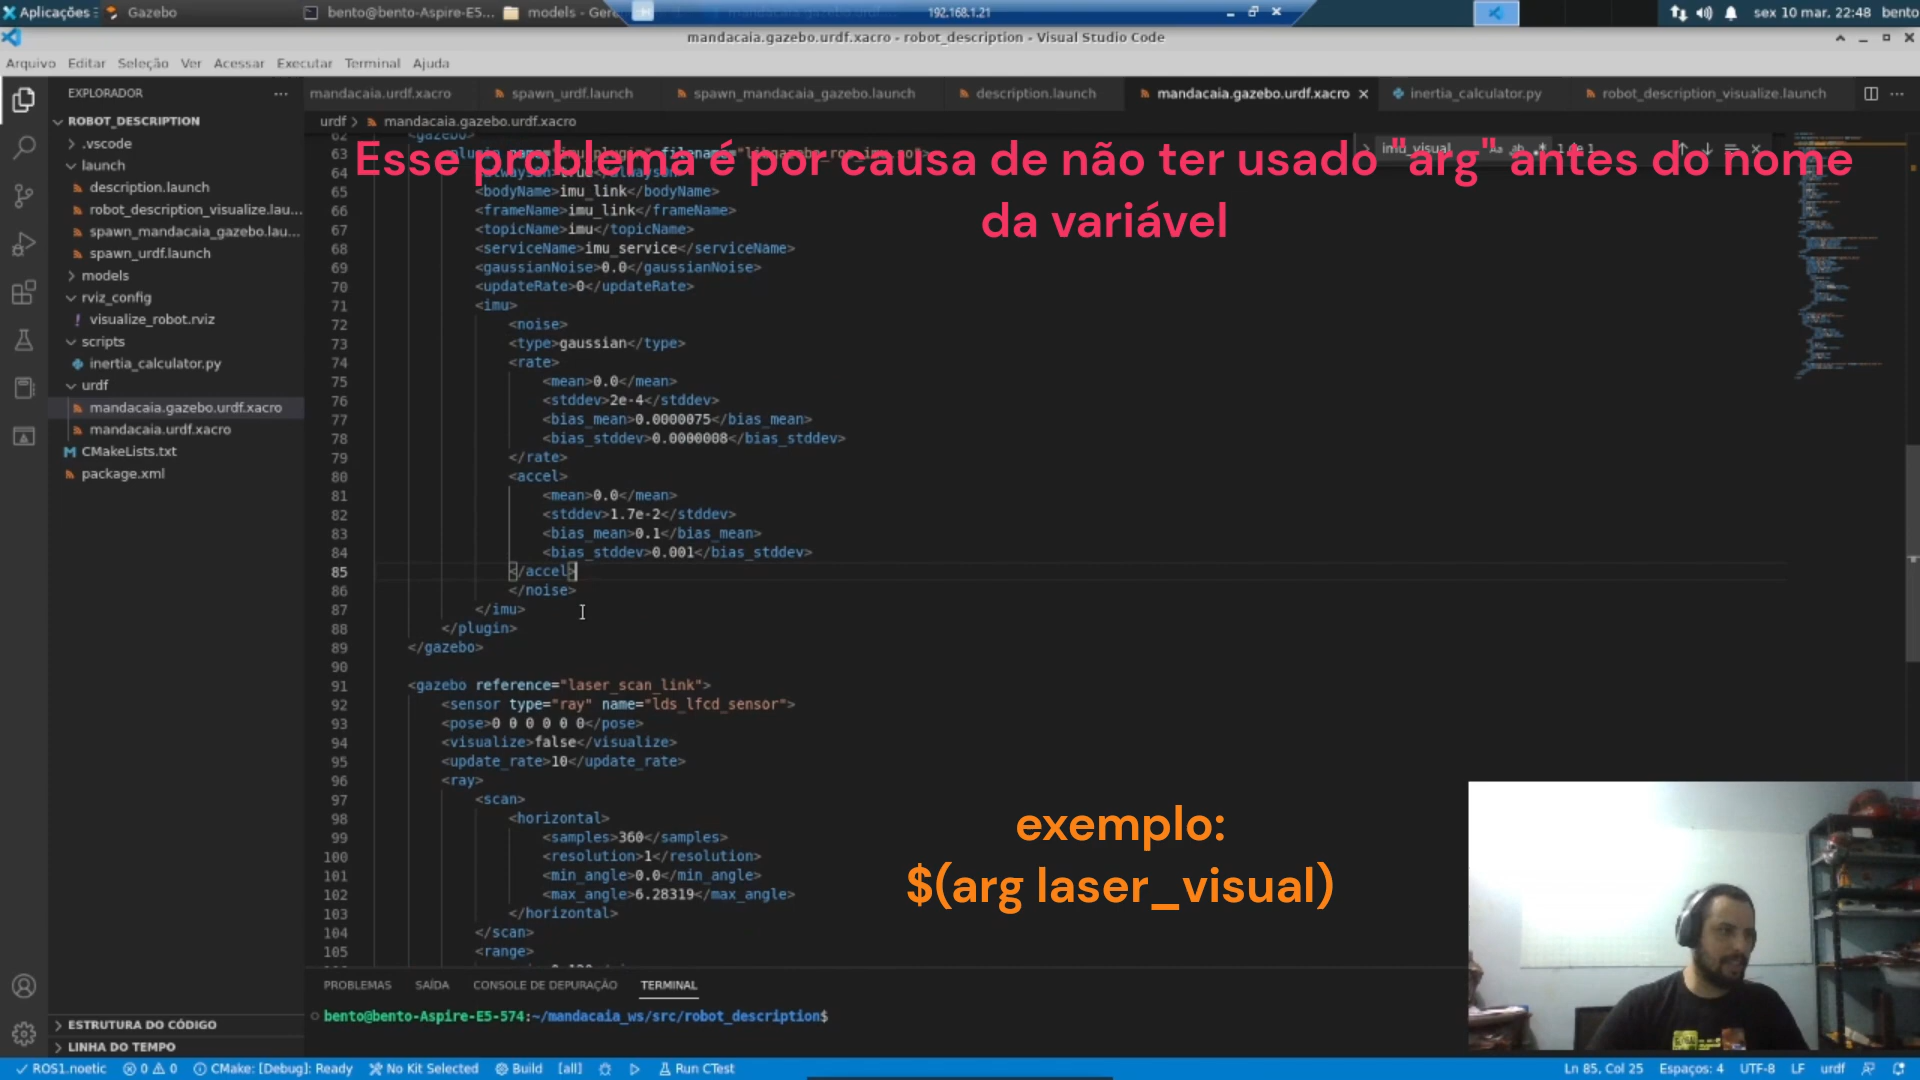 Aplicações
Gazebo
bento@bento-Aspire-E5...
models - Ger
192.168.1.21
sex 10 mar, 22:48
bento
mandacaia.gazebo.urdf.xacro - robot_description - Visual Studio Code
Arquivo Editar Seleção Ver Acessar Executar Terminal Ajuda
EXPLORADOR
mandacaia.urdf.xacro
spawn_urdf.launch
spawn_mandacaia_gazebo.launch
description.launch
mandacaia.gazebo.urdf.xacro
inertia_calculator.py
robot_description_visualize.launch
urdf > mandacaia.gazebo.urdf.xacro
ROBOT_DESCRIPTION
.vscode
launch
description.launch
robot_description_visualize.lau...
spawn_mandacaia_gazebo.lau...
spawn_urdf.launch
models
rviz_config
visualize_robot.rviz
scripts
inertia_calculator.py
urdf
mandacaia.gazebo.urdf.xacro
mandacaia.urdf.xacro
CMakeLists.txt
package.xml
ESTRUTURA DO CÓDIGO
LINHA DO TEMPO
Esse problema é por causa de não ter usado "arg" antes do nome
da variável
imu_visual
62 <gazebo>
63
64
65 <bodyName>imu_link</bodyName>
66 <frameName>imu_link</frameName>
67 <topicName>imu</topicName>
68 <serviceName>imu_service</serviceName>
69 <gaussianNoise>0.0</gaussianNoise>
70 <updateRate>0</updateRate>
71 <imu>
72 <noise>
73 <type>gaussian</type>
74 <rate>
75 <mean>0.0</mean>
76 <stddev>2e-4</stddev>
77 <bias_mean>0.0000075</bias_mean>
78 <bias_stddev>0.0000008</bias_stddev>
79 </rate>
80 <accel>
81 <mean>0.0</mean>
82 <stddev>1.7e-2</stddev>
83 <bias_mean>0.1</bias_mean>
84 <bias_stddev>0.001</bias_stddev>
85 </accel>
86 </noise>
87 </imu>
88 </plugin>
89 </gazebo>
90
91 <gazebo reference="laser_scan_link">
92 <sensor type="ray" name="lds_lfcd_sensor">
93 <pose>0 0 0 0 0 0</pose>
94 <visualize>false</visualize>
95 <update_rate>10</update_rate>
96 <ray>
97 <scan>
98 <horizontal>
99 <samples>360</samples>
100 <resolution>1</resolution>
101 <min_angle>0.0</min_angle>
102 <max_angle>6.28319</max_angle>
103 </horizontal>
104 </scan>
105 <range>
exemplo:
$(arg laser_visual)
PROBLEMAS SAÍDA CONSOLE DE DEPURAÇÃO TERMINAL
bento@bento-Aspire-E5-574:~/mandacaia_ws/src/robot_description$
ROS1.noetic 0 0 CMake: [Debug]: Ready No Kit Selected Build [all] Run CTest Ln 85, Col 25 Espaços: 4 UTF-8 LF urdf